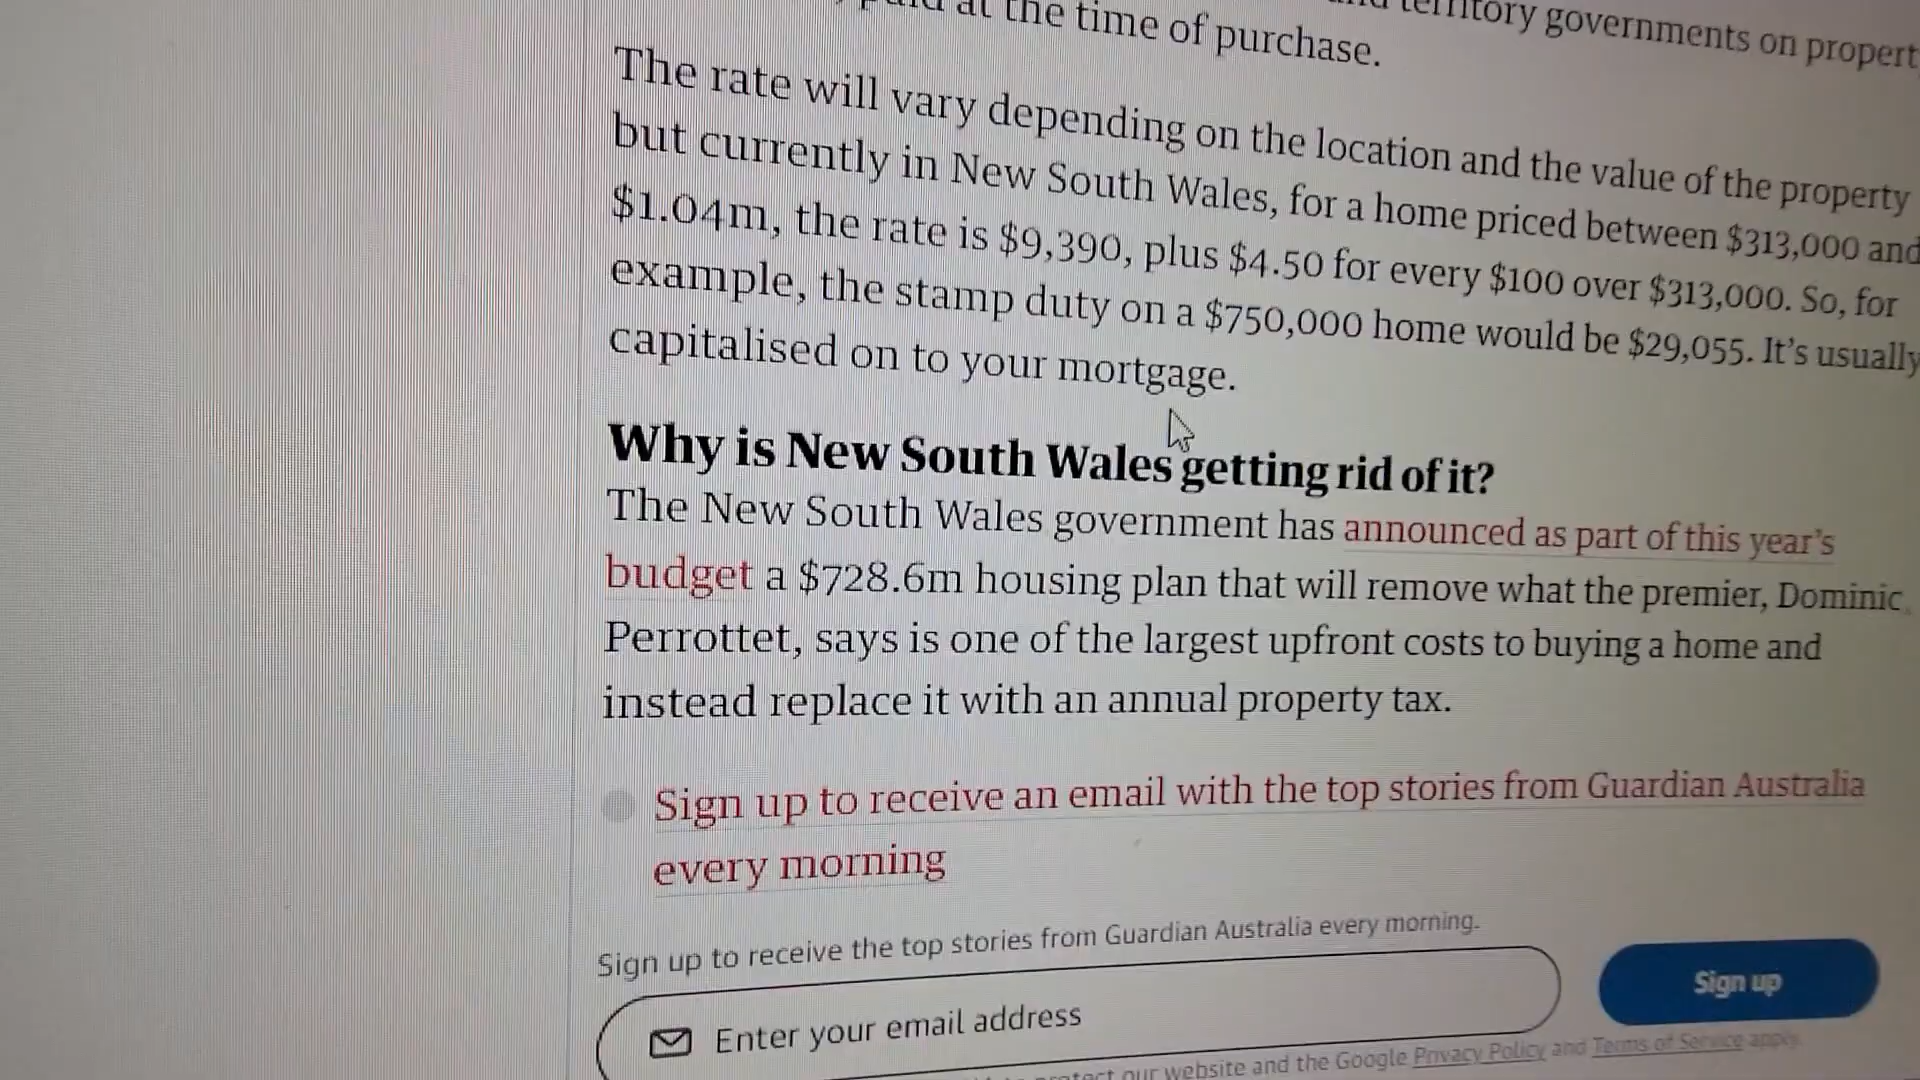 at the time of purchase.
territory governments on
The rate will vary depending on the location and the value of the property
but currently in New South Wales, for a home priced between $313,000 and
$1.04m, the rate is $9,390, plus $4.50 for every $100 over $313,000. So, for
example, the stamp duty on a $750,000 home would be $29,055. It’s usually
capitalised on to your mortgage.
Why is New South Wales getting rid of it?
The New South Wales government has announced as part of this year’s
budget a $728.6m housing plan that will remove what the premier, Dominic
Perrottet, says is one of the largest upfront costs to buying a home and
instead replace it with an annual property tax.
Sign up to receive an email with the top stories from Guardian Australia
every morning
Sign up to receive the top stories from Guardian Australia every morning.
Enter your email address
Sign up
our website and the Google Privacy Policy and Terms of Service apply.